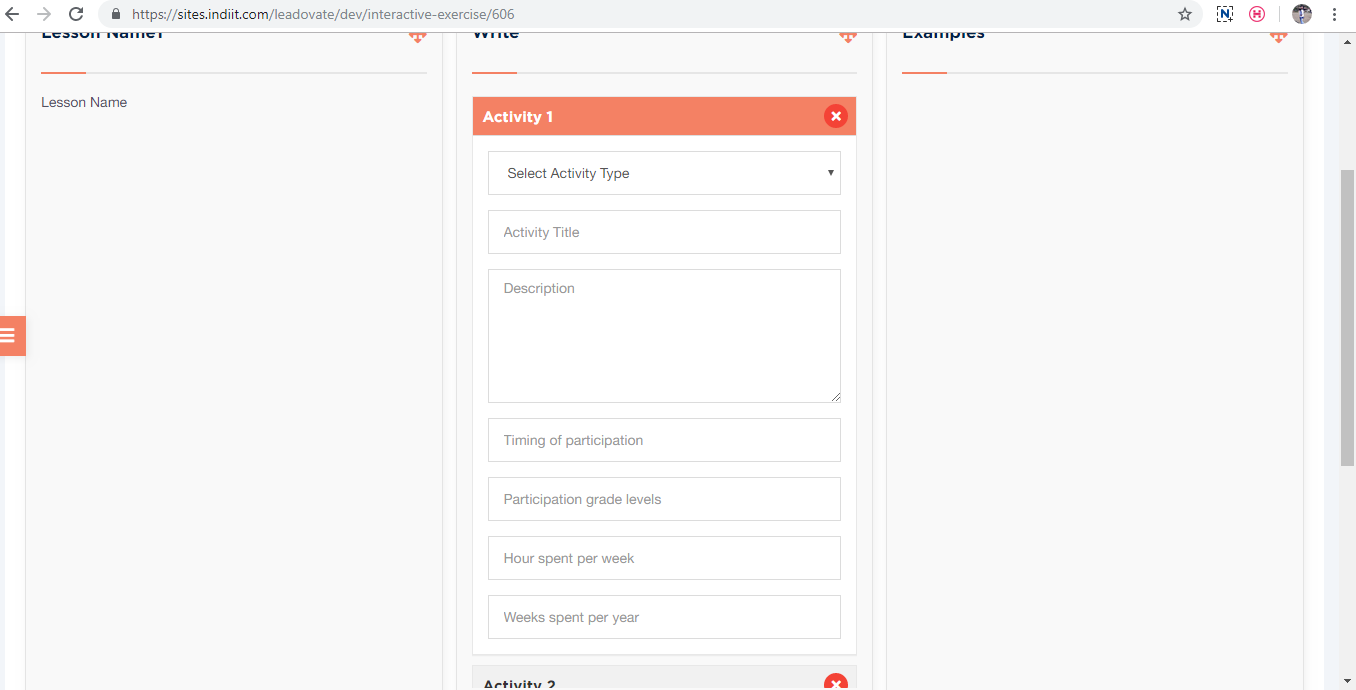 https://sites.indiit.com/leadovate/dev/interactive-exercise/606
Lesson Name1
Lesson Name
Write
Activity 1
Select Activity Type
Activity Title
Description
Timing of participation
Participation grade levels
Hour spent per week
Weeks spent per year
Activity 2
Examples